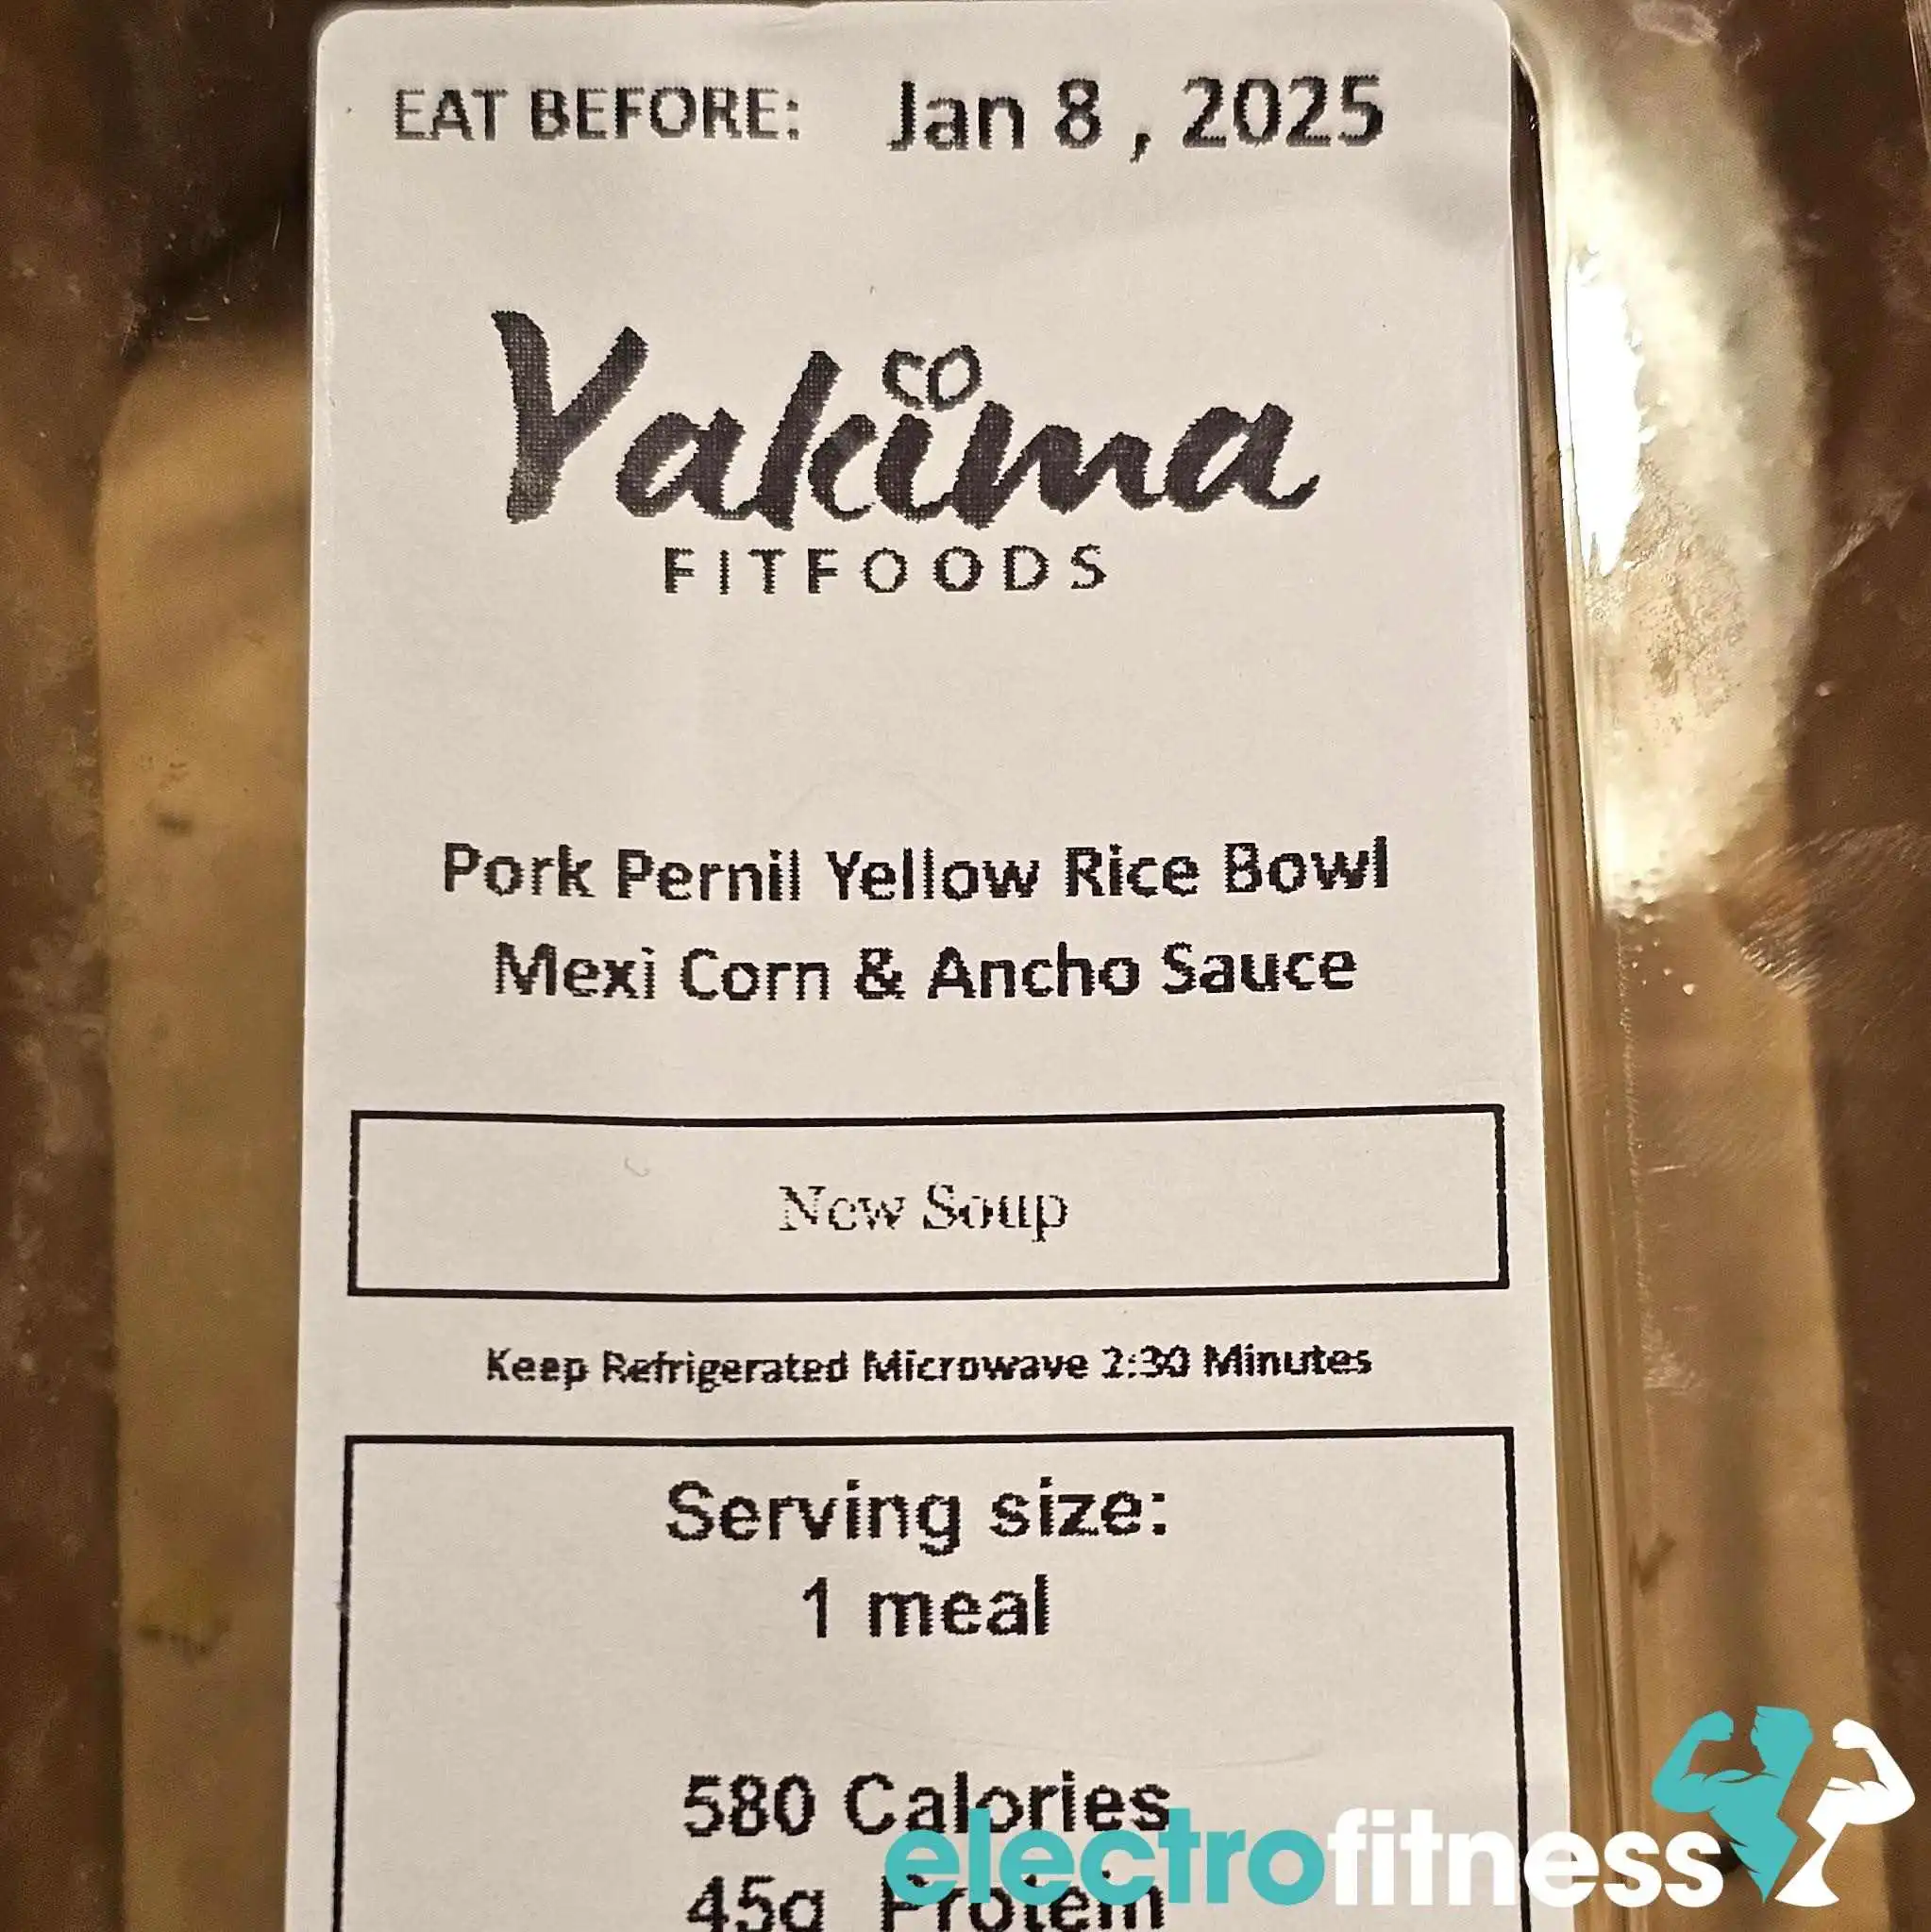 EAT BEFORE: Jan 8 , 2025
co
Yakima
FITFOODS
Pork Pernil Yellow Rice Bowl
Mexi Corn & Ancho Sauce
New Soup
Keep Refrigerated Microwave 2:30 Minutes
Serving size:
1 meal
580 Calories
45g Protein
electrofitness